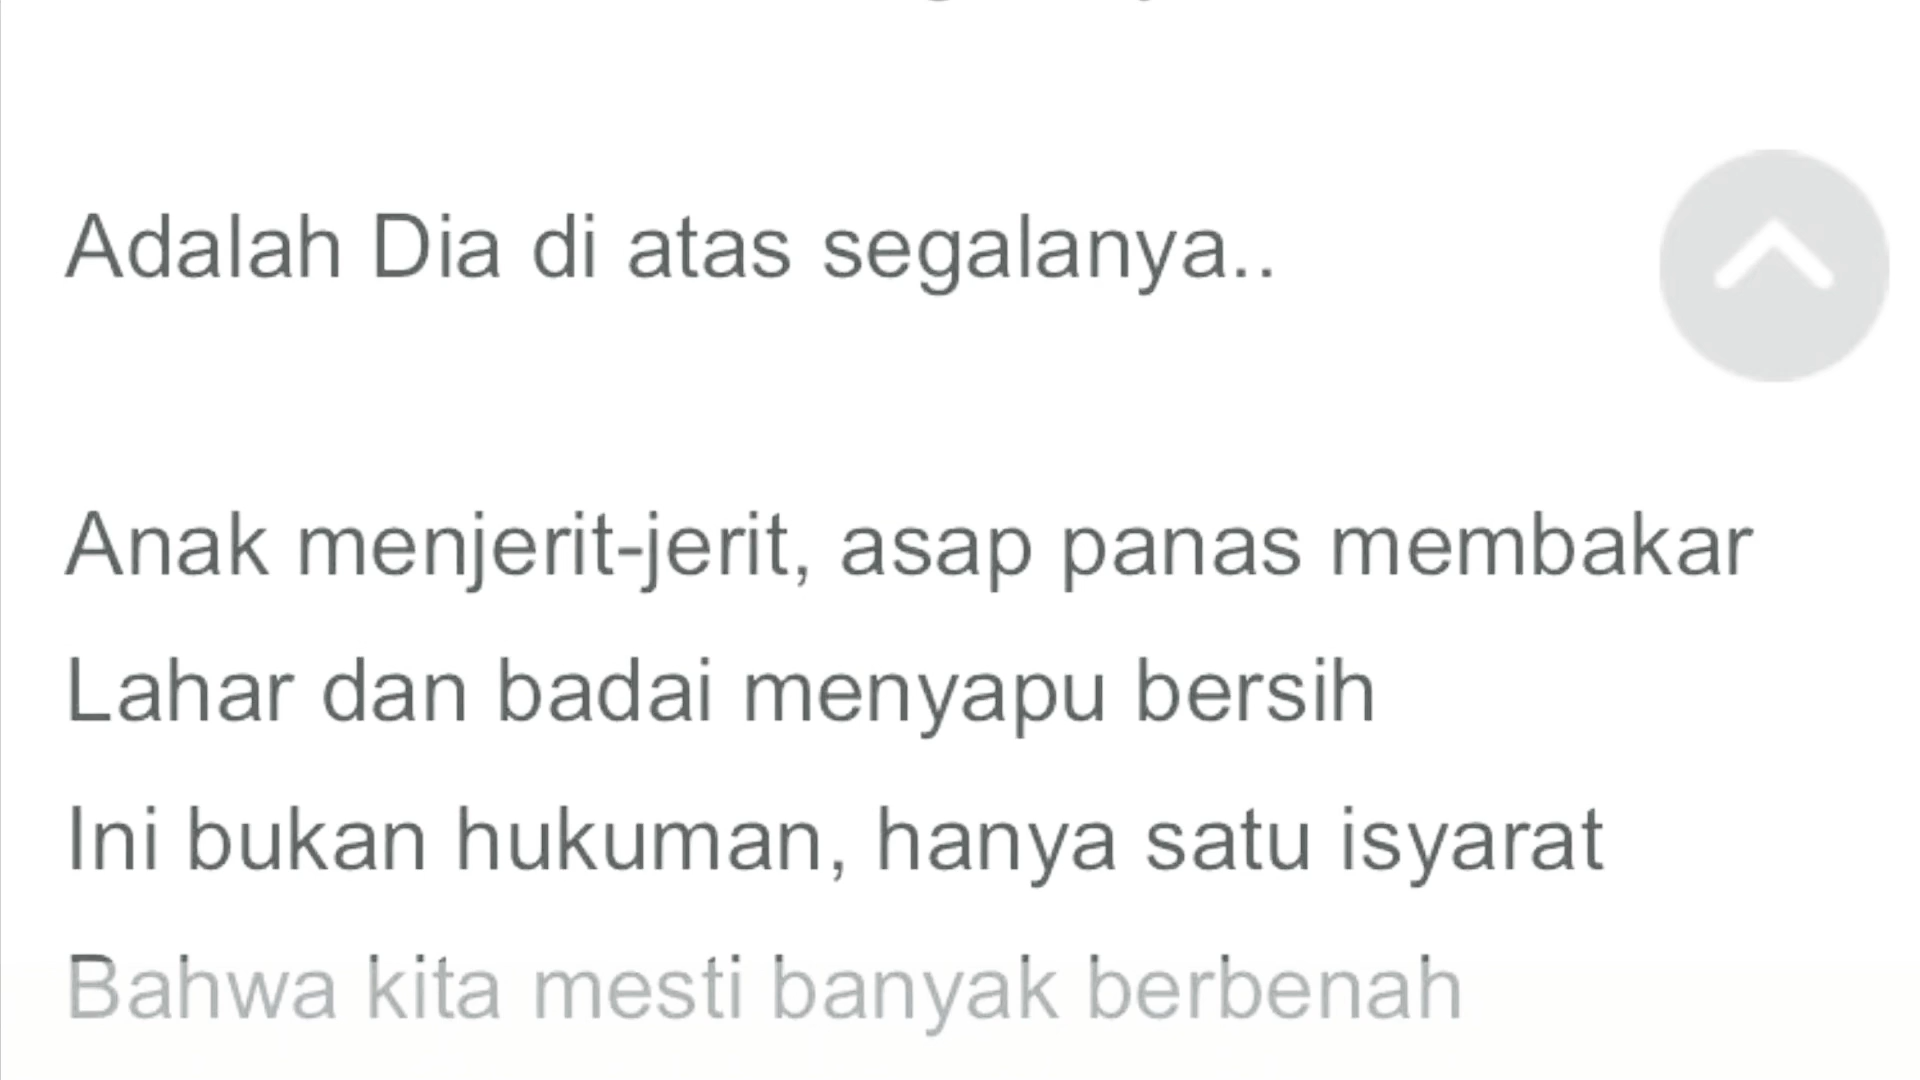 Adalah Dia di atas segalanya..
Anak menjerit-jerit, asap panas membakar
Lahar dan badai menyapu bersih
Ini bukan hukuman, hanya satu isyarat
Bahwa kita mesti banyak berbenah